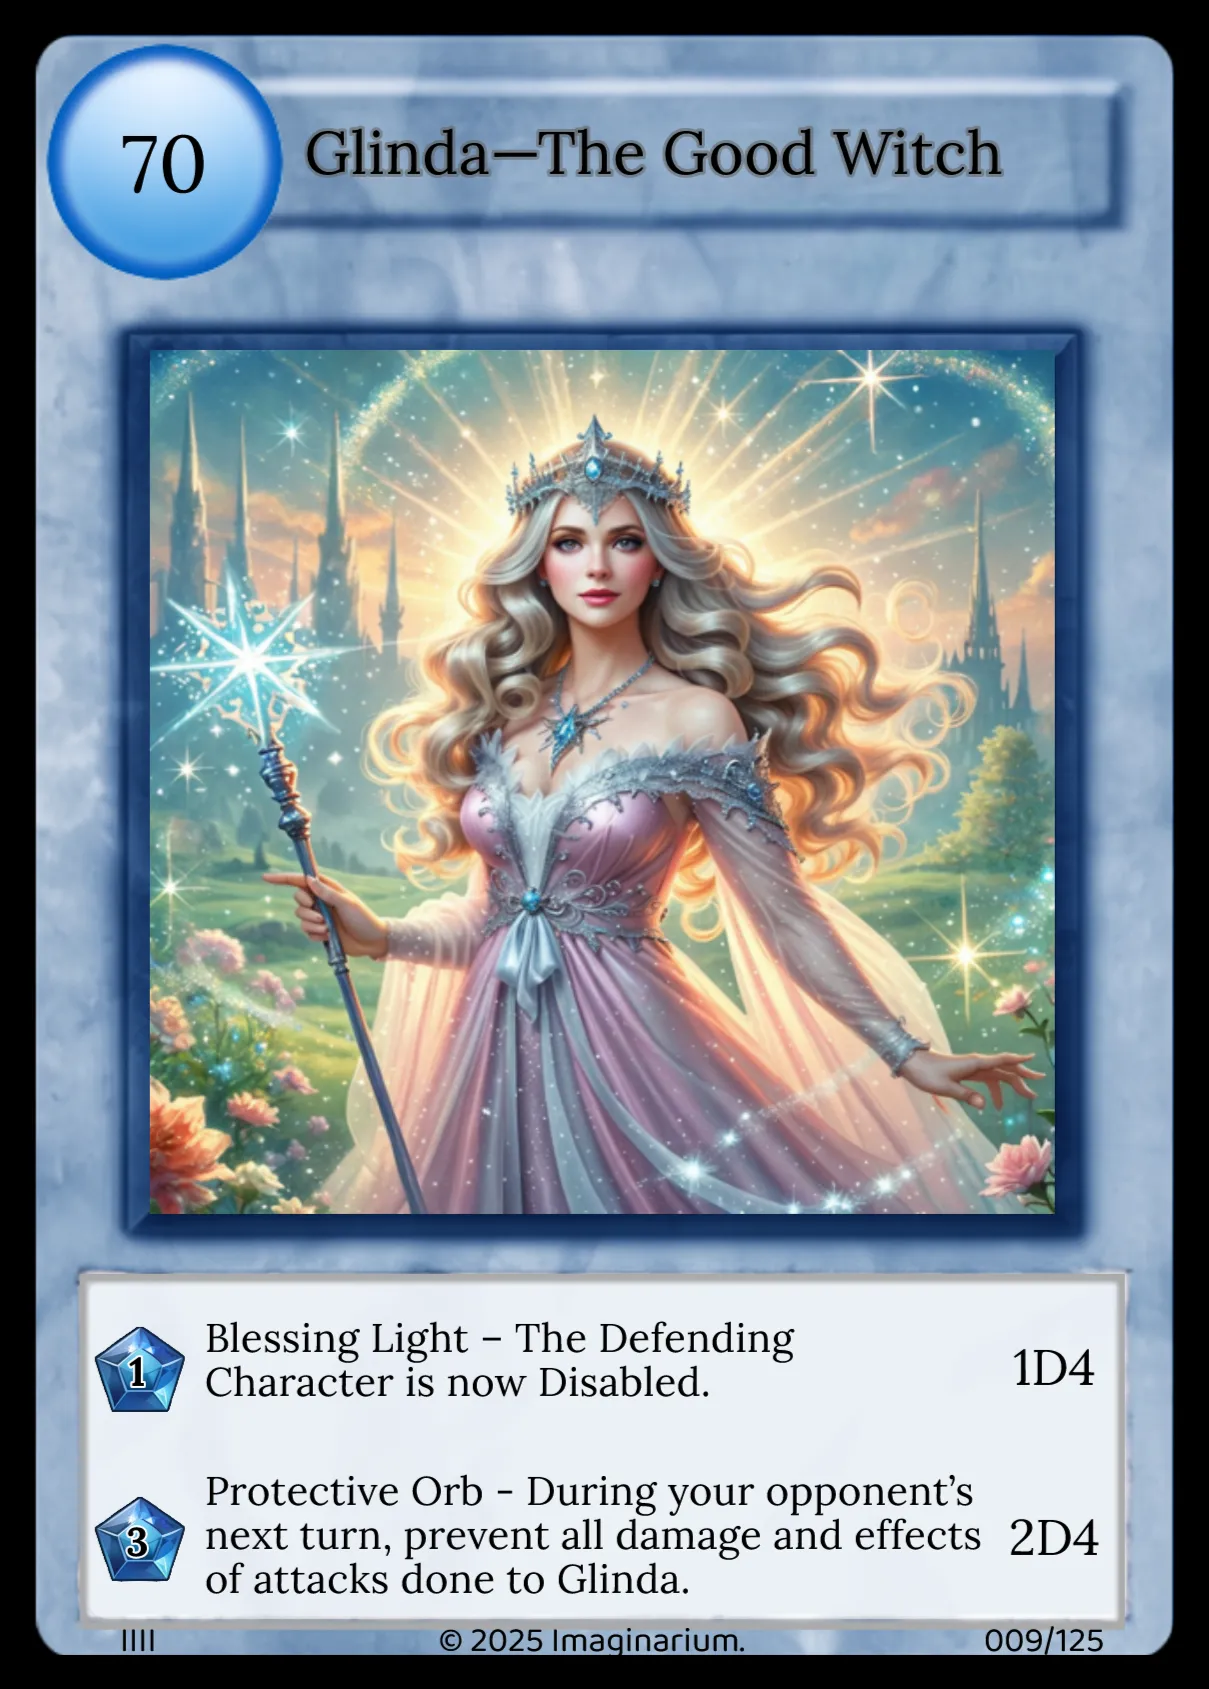 70
Glinda—The Good Witch
1
Blessing Light – The Defending
Character is now Disabled.
1D4
3
Protective Orb - During your opponent’s
next turn, prevent all damage and effects
of attacks done to Glinda.
2D4
IIII
© 2025 Imaginarium.
009/125